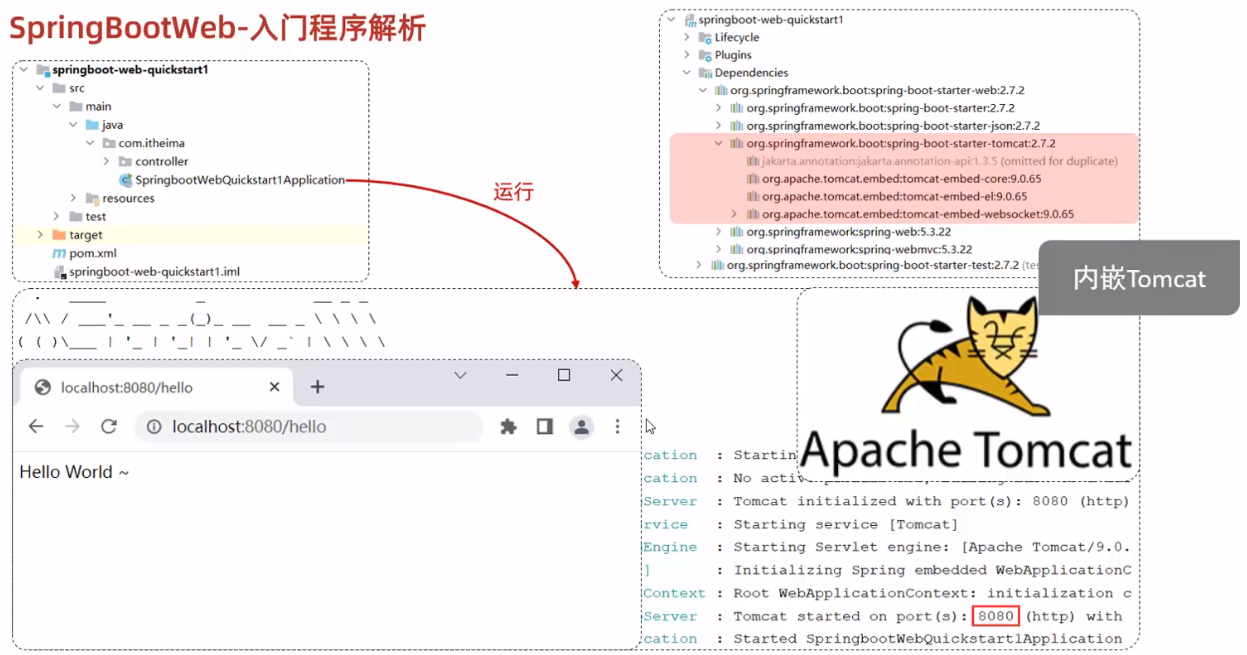 SpringBootWeb-入门程序解析
springboot-web-quickstart1
src
main
java
com.itheima
controller
SpringbootWebQuickstart1Application
resources
test
target
pom.xml
springboot-web-quickstart1.iml
运行
springboot-web-quickstart1
Lifecycle
Plugins
Dependencies
org.springframework.boot:spring-boot-starter-web:2.7.2
org.springframework.boot:spring-boot-starter:2.7.2
org.springframework.boot:spring-boot-starter-json:2.7.2
org.springframework.boot:spring-boot-starter-tomcat:2.7.2
jakarta.annotation:jakarta.annotation-api:1.3.5 (omitted for duplicate)
org.apache.tomcat.embed:tomcat-embed-core:9.0.65
org.apache.tomcat.embed:tomcat-embed-el:9.0.65
org.apache.tomcat.embed:tomcat-embed-websocket:9.0.65
org.springframework:spring-web:5.3.22
org.springframework:spring-webmvc:5.3.22
org.springframework.boot:spring-boot-starter-test:2.7.2
内嵌Tomcat
Apache Tomcat
localhost:8080/hello
localhost:8080/hello
Hello World ~
cation : Startin
cation : No activ
Server : Tomcat initialized with port(s): 8080 (http)
rvice : Starting service [Tomcat]
Engine : Starting Servlet engine: [Apache Tomcat/9.0.
] : Initializing Spring embedded WebApplicationC
Context : Root WebApplicationContext: initialization c
Server : Tomcat started on port(s): 8080 (http) with
cation : Started SpringbootWebQuickstart1Application